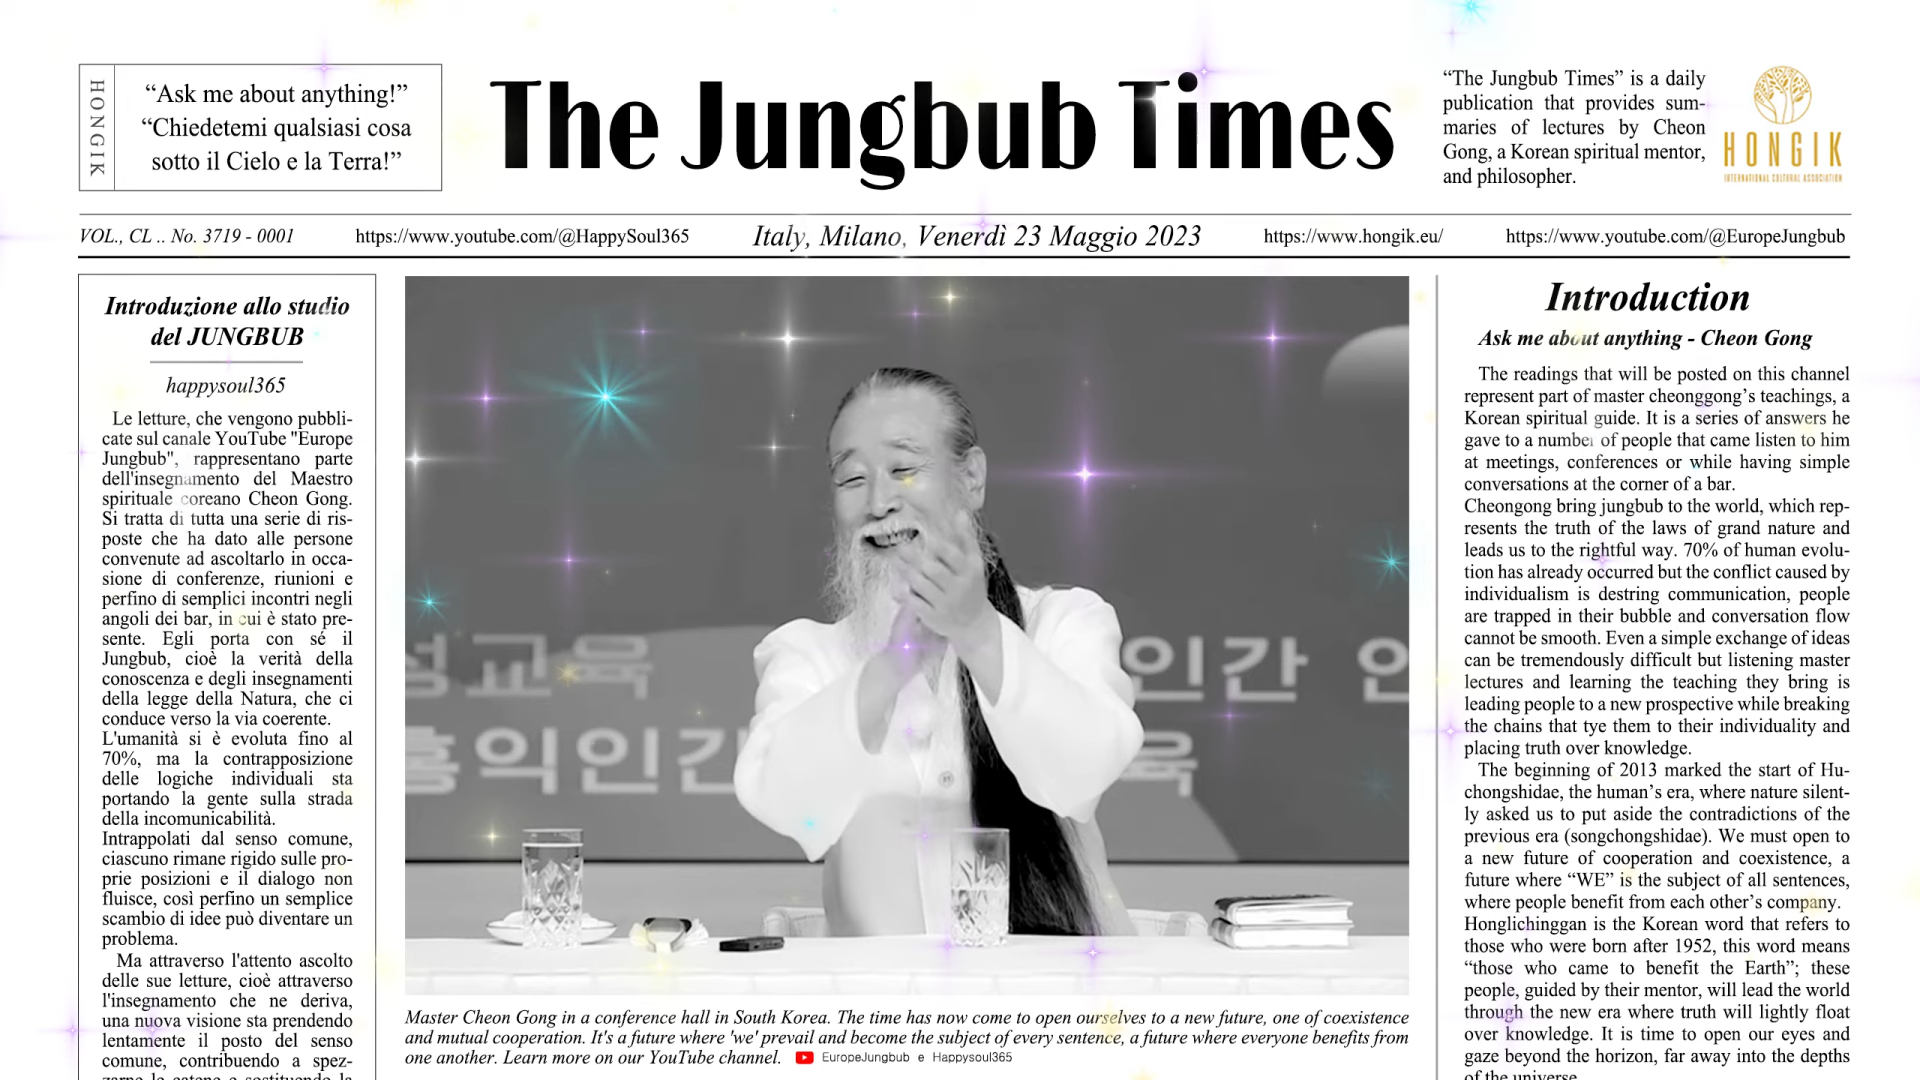 HONGIK
“Ask me about anything!”
“Chiedetemi qualsiasi cosa
sotto il Cielo e la Terra!”
The Jungbub Times
“The Jungbub Times” is a daily
publication that provides sum-
maries of lectures by Cheon
Gong, a Korean spiritual mentor,
and philosopher.
HONGIK
INTERNATIONAL CULTURAL ASSOCIATION
VOL., CL .. No. 3719 - 0001
https://www.youtube.com/@HappySoul365
Italy, Milano, Venerdì 23 Maggio 2023
https://www.hongik.eu/
https://www.youtube.com/@EuropeJungbub
Introduzione allo studio
del JUNGBUB
happysoul365
Le letture, che vengono pubbli-
cate sul canale YouTube "Europe
Jungbub", rappresentano parte
dell'insegnamento del Maestro
spirituale coreano Cheon Gong.
Si tratta di tutta una serie di ris-
poste che ha dato alle persone
convenute ad ascoltarlo in occa-
sione di conferenze, riunioni e
perfino di semplici incontri negli
angoli dei bar, in cui è stato pre-
sente. Egli porta con sé il
Jungbub, cioè la verità della
conoscenza e degli insegnamenti
della legge della Natura, che ci
conduce verso la via coerente.
L'umanità si è evoluta fino al
70%, ma la contrapposizione
delle logiche individuali sta
portando la gente sulla strada
della incomunicabilità.
Intrappolati dal senso comune,
ciascuno rimane rigido sulle pro-
prie posizioni e il dialogo non
fluisce, così perfino un semplice
scambio di idee può diventare un
problema.
Ma attraverso l'attento ascolto
delle sue letture, cioè attraverso
l'insegnamento che ne deriva,
una nuova visione sta prendendo
lentamente il posto del senso
comune, contribuendo a spez-
zarne le catene e sostituendo la
성교육
인간 인
홍익인간
육
Master Cheon Gong in a conference hall in South Korea. The time has now come to open ourselves to a new future, one of coexistence
and mutual cooperation. It's a future where 'we' prevail and become the subject of every sentence, a future where everyone benefits from
one another. Learn more on our YouTube channel. EuropeJungbub e Happysoul365
Introduction
Ask me about anything - Cheon Gong
The readings that will be posted on this channel
represent part of master cheonggong’s teachings, a
Korean spiritual guide. It is a series of answers he
gave to a number of people that came listen to him
at meetings, conferences or while having simple
conversations at the corner of a bar.
Cheongong bring jungbub to the world, which rep-
resents the truth of the laws of grand nature and
leads us to the rightful way. 70% of human evolu-
tion has already occurred but the conflict caused by
individualism is destring communication, people
are trapped in their bubble and conversation flow
cannot be smooth. Even a simple exchange of ideas
can be tremendously difficult but listening master
lectures and learning the teaching they bring is
leading people to a new prospective while breaking
the chains that tye them to their individuality and
placing truth over knowledge.
The beginning of 2013 marked the start of Hu-
chongshidae, the human’s era, where nature silent-
ly asked us to put aside the contradictions of the
previous era (songchongshidae). We must open to
a new future of cooperation and coexistence, a
future where “WE” is the subject of all sentences,
where people benefit from each other’s company.
Honglichinggan is the Korean word that refers to
those who were born after 1952, this word means
“those who came to benefit the Earth”; these
people, guided by their mentor, will lead the world
through the new era where truth will lightly float
over knowledge. It is time to open our eyes and
gaze beyond the horizon, far away into the depths
of the universe.